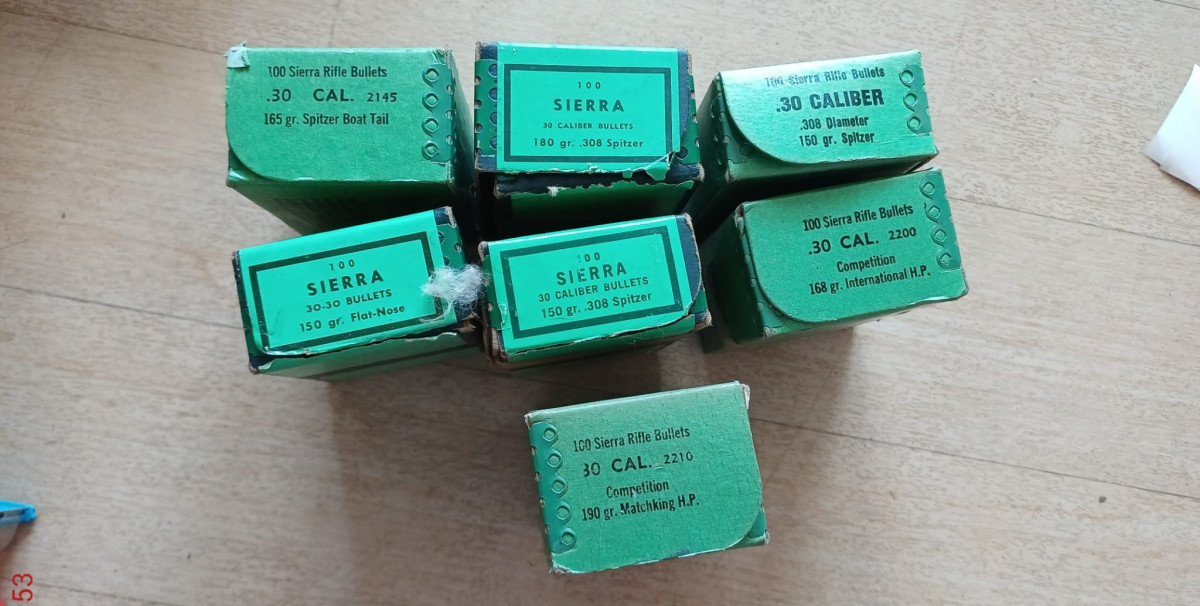 100 Sierra Rifle Bullets
.30 CAL. 2145
165 gr. Spitzer Boat Tail
100
SIERRA
30 CALIBER BULLETS
180 gr. .308 Spitzer
100 Sierra Rifle Bullets
.30 CALIBER
.308 Diameter
150 gr. Spitzer
100
SIERRA
30-30 BULLETS
150 gr. Flat-Nose
100
SIERRA
30 CALIBER BULLETS
150 gr. .308 Spitzer
100 Sierra Rifle Bullets
.30 CAL. 2200
Competition
168 gr. International H.P.
100 Sierra Rifle Bullets
30 CAL. 2210
Competition
190 gr. Matchking H.P.
53